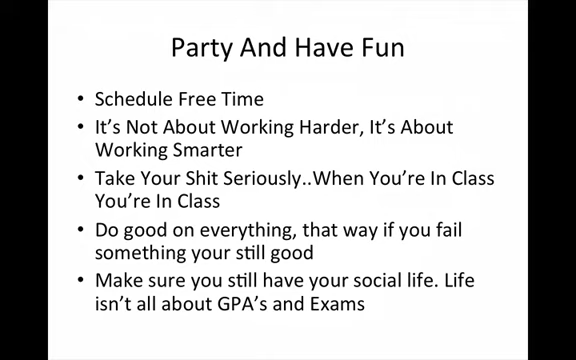 Party And Have Fun
• Schedule Free Time
• It's Not About Working Harder, It's About
Working Smarter
• Take Your Shit Seriously..When You're In Class
You're In Class
• Do good on everything, that way if you fail
something your still good
• Make sure you still have your social life. Life
isn't all about GPA's and Exams